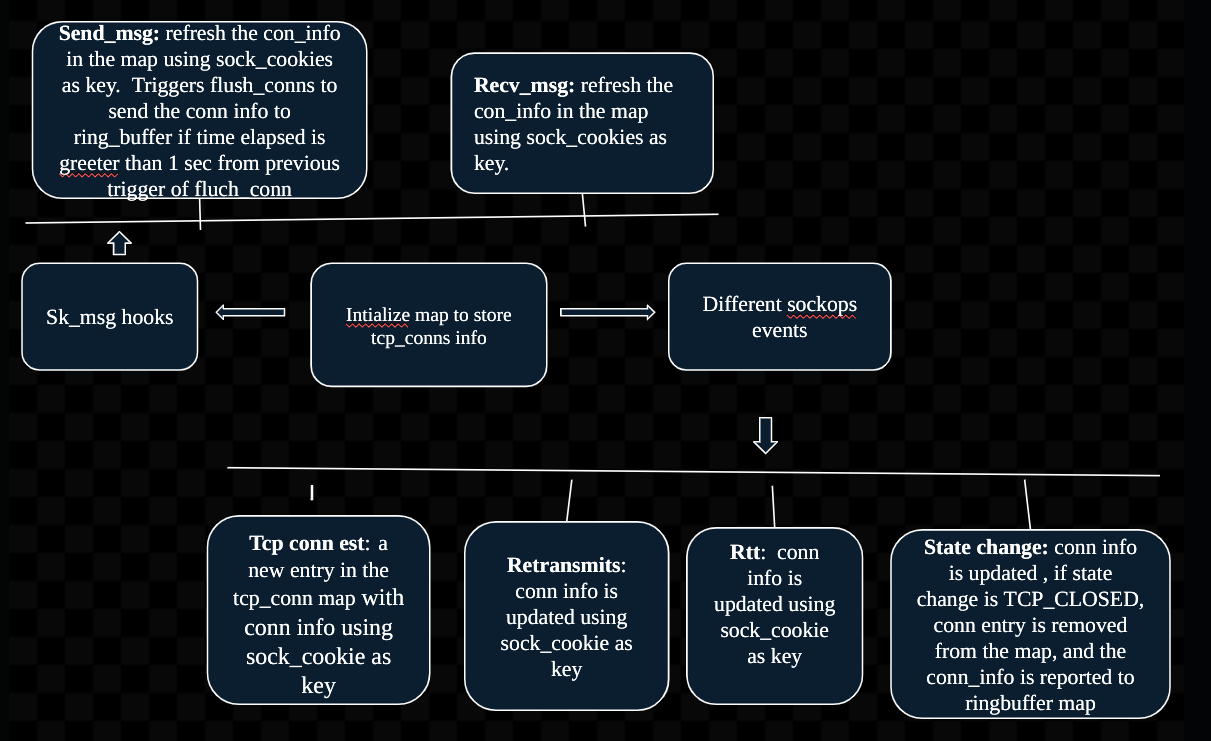 Send_msg: refresh the con_info
in the map using sock_cookies
as key.  Triggers flush_conns to
send the conn info to
ring_buffer if time elapsed is
greeter than 1 sec from previous
trigger of fluch_conn
Recv_msg: refresh the
con_info in the map
using sock_cookies as
key.
Sk_msg hooks
Intialize map to store
tcp_conns info
Different sockops
events
Tcp conn est: a
new entry in the
tcp_conn map with
conn info using
sock_cookie as
key
Retransmits:
conn info is
updated using
sock_cookie as
key
Rtt:  conn
info is
updated using
sock_cookie
as key
State change: conn info
is updated , if state
change is TCP_CLOSED,
conn entry is removed
from the map, and the
conn_info is reported to
ringbuffer map